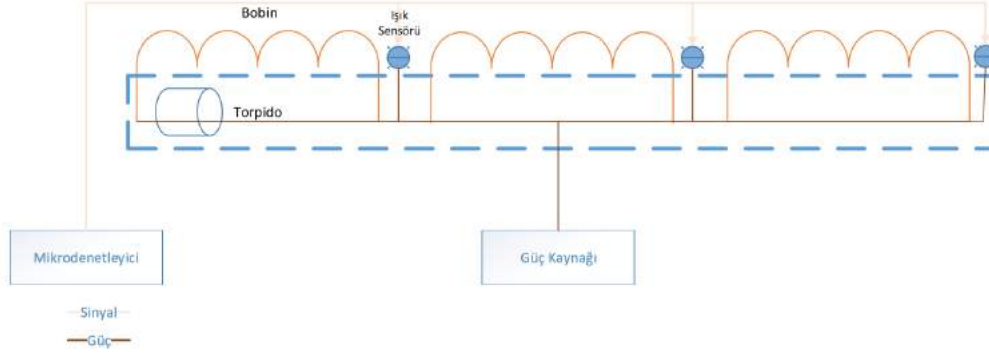 Bobin
Işık
Sensörü
Torpido
Mikrodenetleyici
Güç Kaynağı
Sinyal
Güç